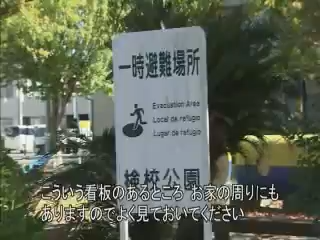 一時避難場所
Evacuation Area
Local de refúgio
Lugar de refugio
検校公園
こういう看板のあるところ お家の周りにも
ありますのでよく見ておいてください